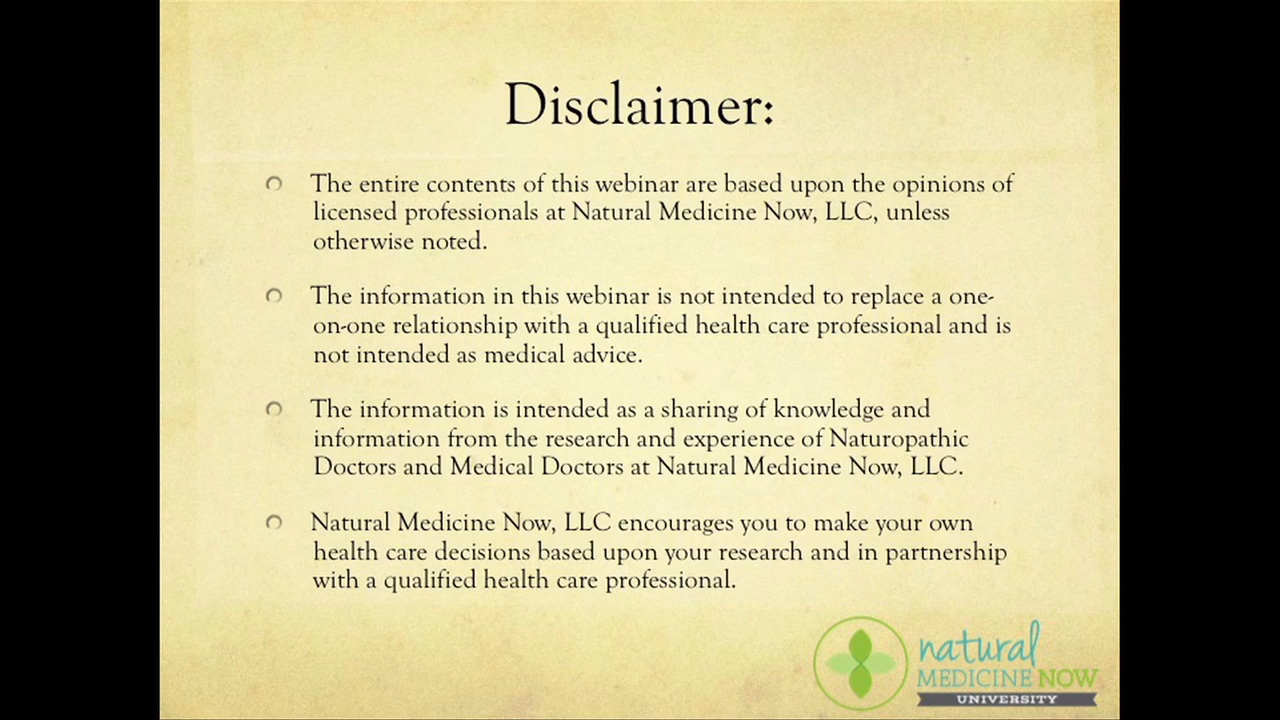 Disclaimer:
The entire contents of this webinar are based upon the opinions of
licensed professionals at Natural Medicine Now, LLC, unless
otherwise noted.
The information in this webinar is not intended to replace a one-
on-one relationship with a qualified health care professional and is
not intended as medical advice.
The information is intended as a sharing of knowledge and
information from the research and experience of Naturopathic
Doctors and Medical Doctors at Natural Medicine Now, LLC.
Natural Medicine Now, LLC encourages you to make your own
health care decisions based upon your research and in partnership
with a qualified health care professional.
natural
MEDICINE NOW
UNIVERSITY